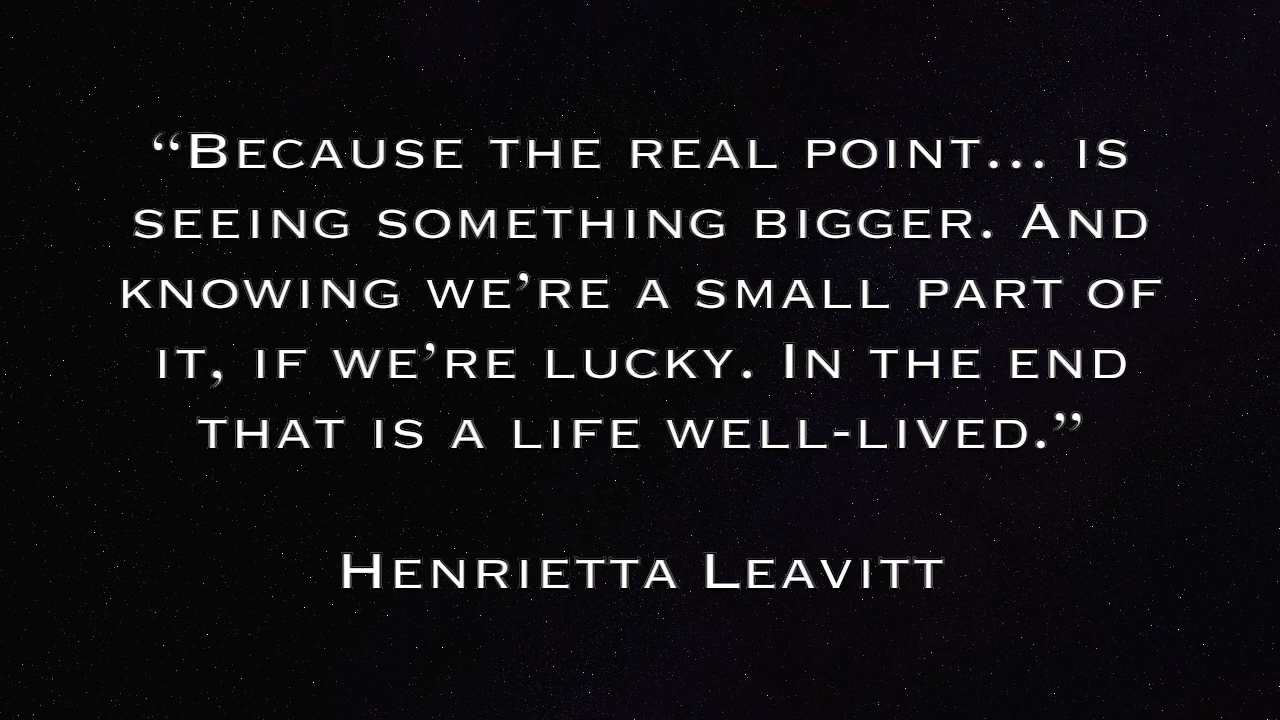 “Because the real point... is
seeing something bigger. And
knowing we’re a small part of
it, if we’re lucky. In the end
that is a life well-lived.”
Henrietta Leavitt